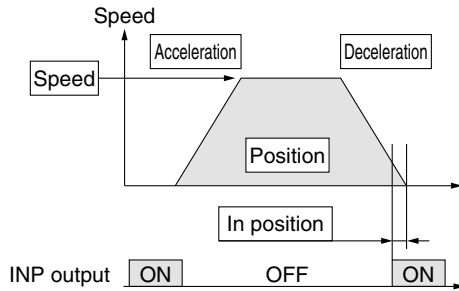 Speed
Acceleration
Deceleration
Speed
Position
In position
INP output
ON
OFF
ON